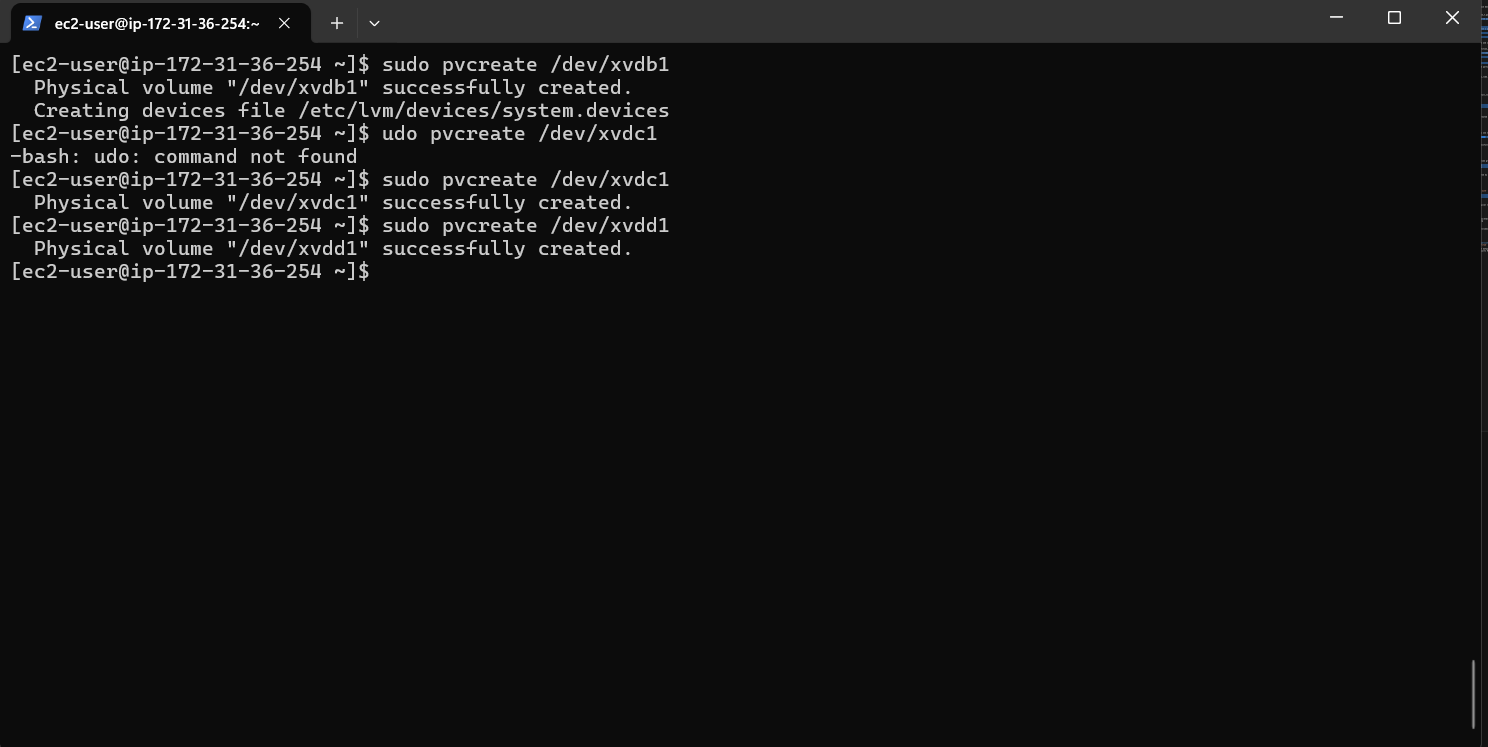 ec2-user@ip-172-31-36-254:~
[ec2-user@ip-172-31-36-254 ~]$ sudo pvcreate /dev/xvdb1
  Physical volume "/dev/xvdb1" successfully created.
  Creating devices file /etc/lvm/devices/system.devices
[ec2-user@ip-172-31-36-254 ~]$ udo pvcreate /dev/xvdc1
-bash: udo: command not found
[ec2-user@ip-172-31-36-254 ~]$ sudo pvcreate /dev/xvdc1
  Physical volume "/dev/xvdc1" successfully created.
[ec2-user@ip-172-31-36-254 ~]$ sudo pvcreate /dev/xvdd1
  Physical volume "/dev/xvdd1" successfully created.
[ec2-user@ip-172-31-36-254 ~]$